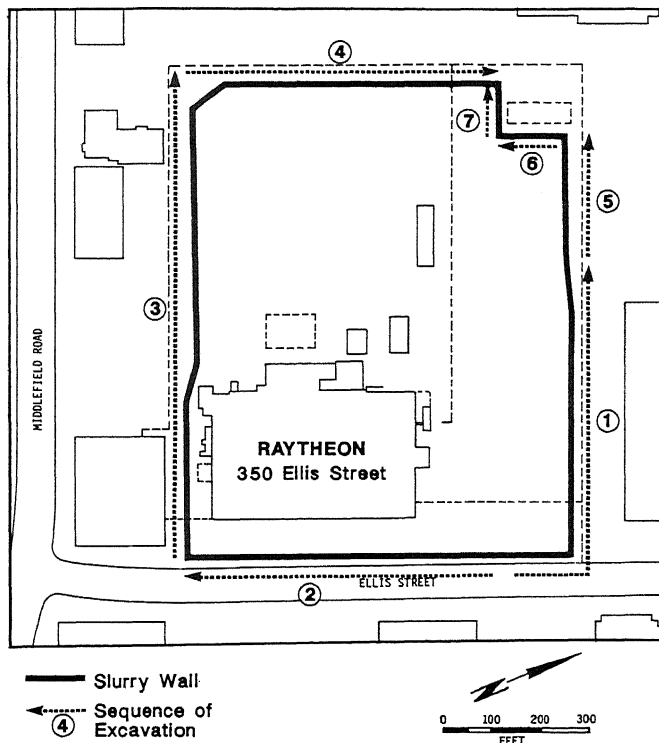 4
7
6
5
3
MIDDLEFIELD ROAD
1
RAYTHEON
350 Ellis Street
ELLIS STREET
2
Slurry Wall
4
Sequence of
Excavation
N
0 100 200 300
FEET